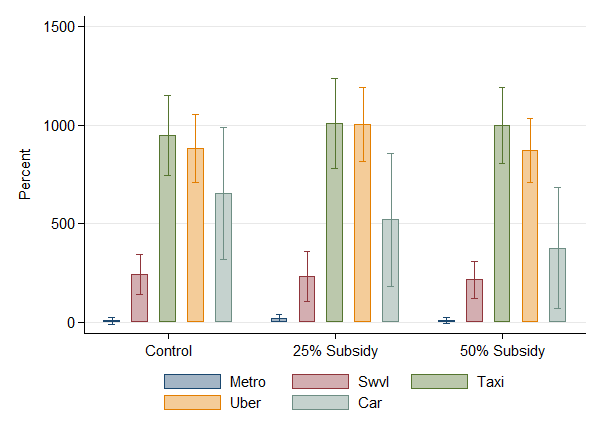 1500
1000
500
0
Percent
Control 25% Subsidy 50% Subsidy
Metro Swvl Taxi
Uber Car